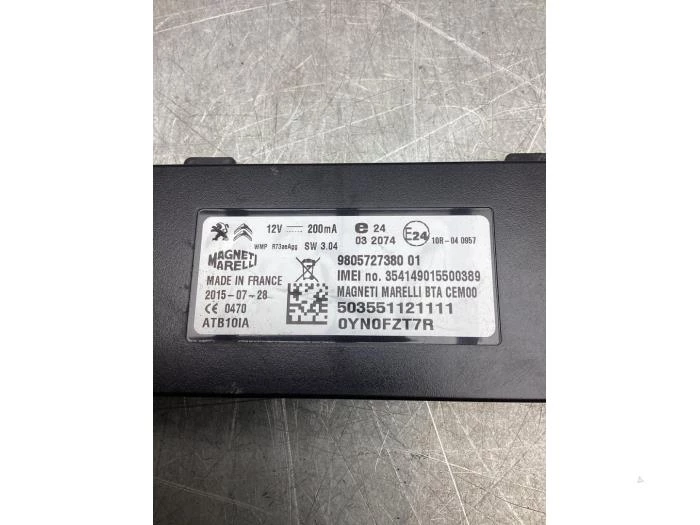 12V 200mA e 24
03 2074 E24 10R-04 0957
WMP R73aeAgg SW 3.04
MAGNETI
MARELLI
MADE IN FRANCE
2015-07-28
CE 0470
ATB10IA
9805727380 01
IMEI no. 354149015500389
MAGNETI MARELLI BTA CEM00
503551121111
0YN0FZT7R